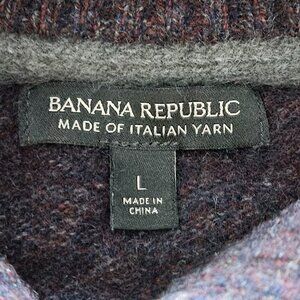 BANANA REPUBLIC
MADE OF ITALIAN YARN
L
MADE IN
CHINA